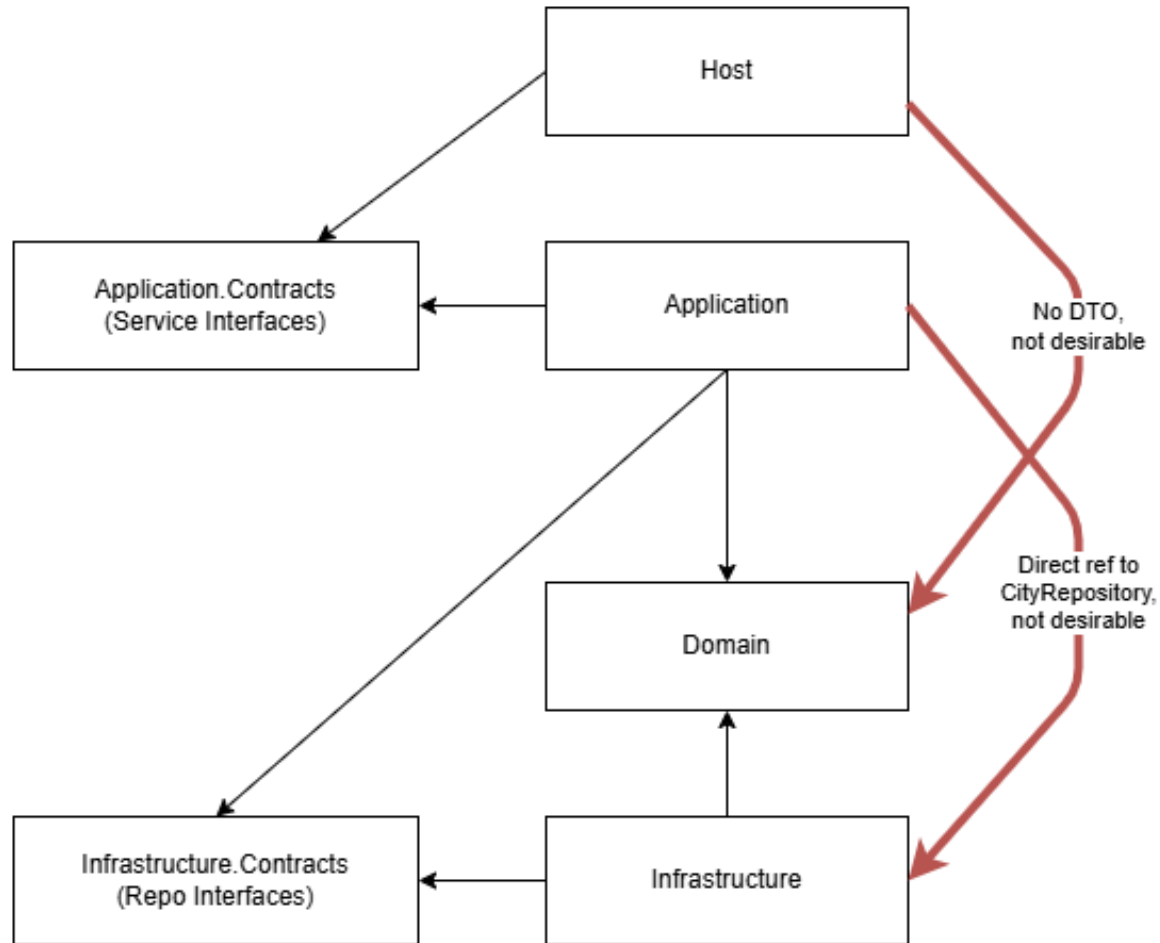 Host
Application.Contracts
(Service Interfaces)
Application
No DTO,
not desirable
Direct ref to
CityRepository,
not desirable
Domain
Infrastructure.Contracts
(Repo Interfaces)
Infrastructure